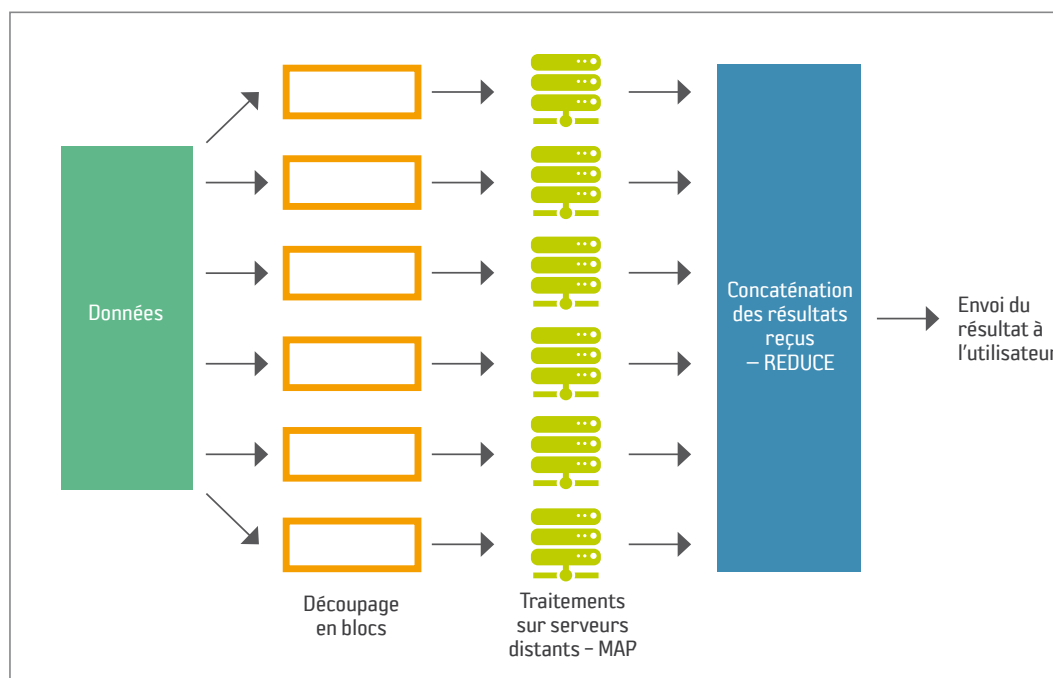 Données
Découpage
en blocs
Traitements
sur serveurs
distants – MAP
Concaténation
des résultats
reçus
– REDUCE
Envoi du
résultat à
l'utilisateur